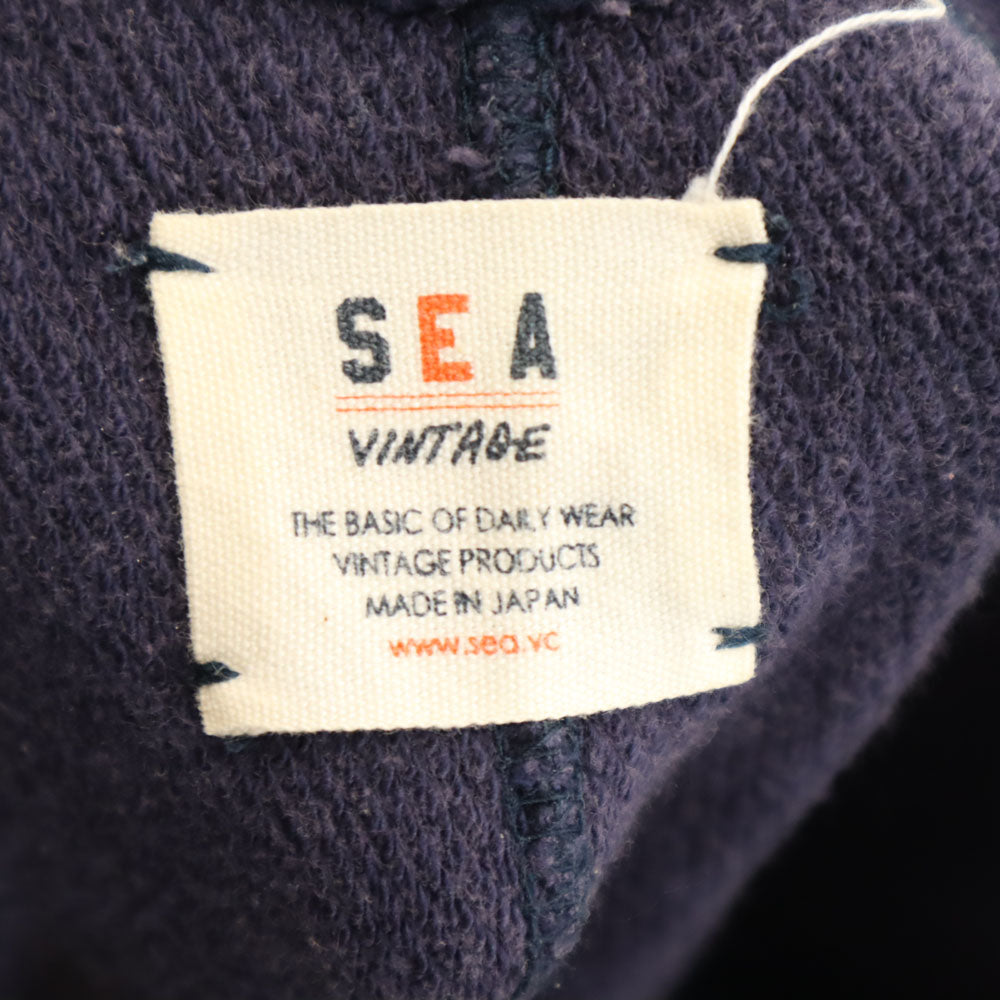 SEA
VINTAGE
THE BASIC OF DAILY WEAR
VINTAGE PRODUCTS
MADE IN JAPAN
www.sea.vc